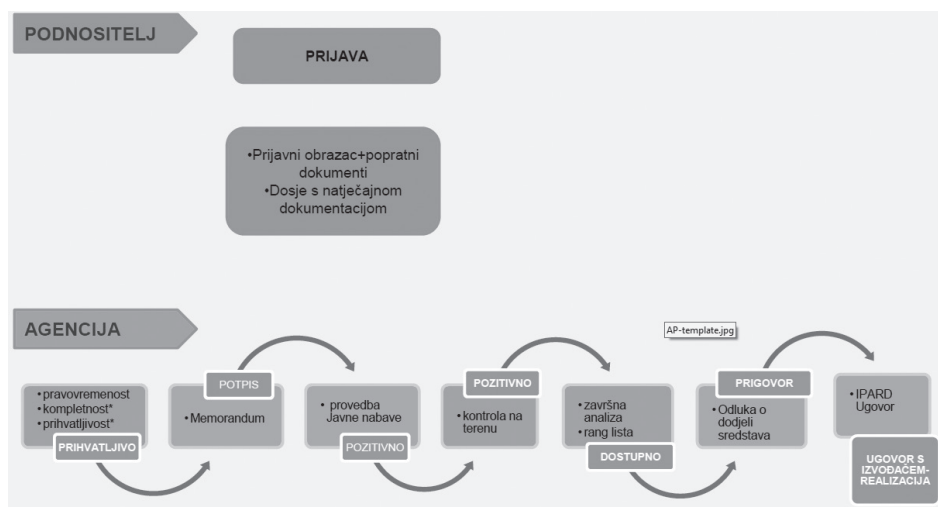 PODNOSITELJ
PRIJAVA
•Prijavni obrazac+popratni
dokumenti
•Dosje s natječajnom
dokumentacijom
AGENCIJA
AP-template.jpg
•pravovremenost
•kompletnost*
•prihvatljivost*
PRIHVATLJIVO
POTPIS
•Memorandum
• provedba
Javne nabave
POZITIVNO
POZITIVNO
•kontrola na
terenu
•završna
analiza
•rang lista
DOSTUPNO
PRIGOVOR
•Odluka o
dodjeli
sredstava
•IPARD
Ugovor
UGOVOR S
IZVOĐAČEM-
REALIZACIJA